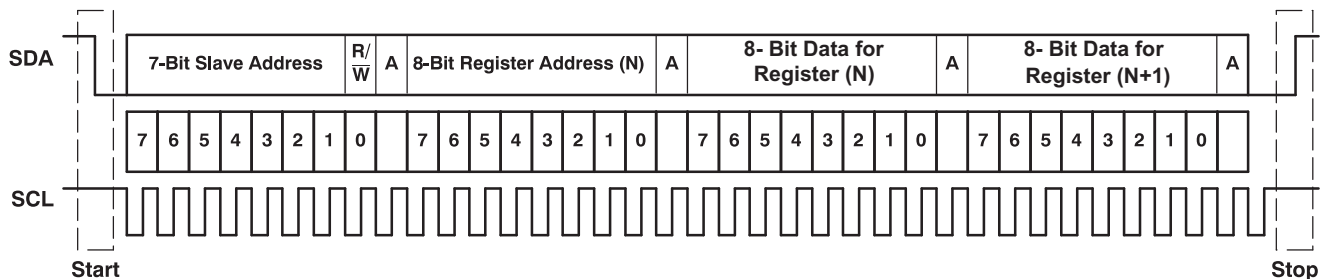 SDA
7-Bit Slave Address R/W̅ A 8-Bit Register Address (N) A 8- Bit Data for Register (N) A 8- Bit Data for Register (N+1) A
7 6 5 4 3 2 1 0 7 6 5 4 3 2 1 0 7 6 5 4 3 2 1 0 7 6 5 4 3 2 1 0
SCL
Start Stop